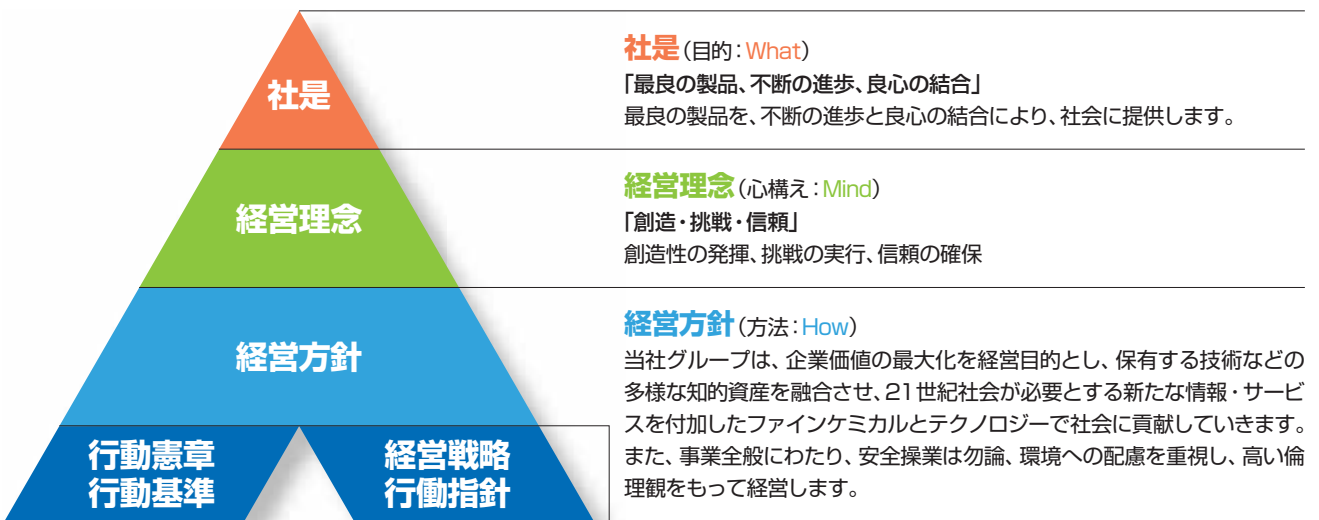 社是
経営理念
経営方針
行動憲章
行動基準
経営戦略
行働指針
社是(目的:What)
「最良の製品、不断の進歩、良心の結合」
最良の製品を、不断の進歩と良心の結合により、社会に提供します。
経営理念(心構え:Mind)
「創造・挑戦・信頼」
創造性の発揮、挑戦の実行、信頼の確保
経営方針(方法:How)
当社グループは、企業価値の最大化を経営目的とし、保有する技術などの
多様な知的資産を融合させ、21世紀社会が必要とする新たな情報・サービ
スを付加したファインケミカルとテクノロジーで社会に貢献していきます。
また、事業全般にわたり、安全操業は勿論、環境への配慮を重視し、高い倫
理観をもって経営します。